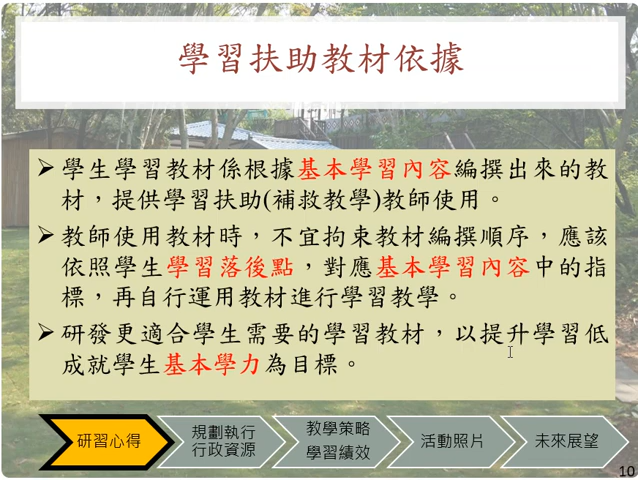 學習扶助教材依據
➢ 學生學習教材係根據基本學習內容編撰出來的教
材，提供學習扶助(補救教學)教師使用。
➢ 教師使用教材時，不宜拘束教材編撰順序，應該
依照學生學習落後點，對應基本學習內容中的指
標，再自行運用教材進行學習教學。
➢ 研發更適合學生需要的學習教材，以提升學習低
成就學生基本學力為目標。
研習心得
規劃執行
行政資源
教學策略
學習績效
活動照片
未來展望
10